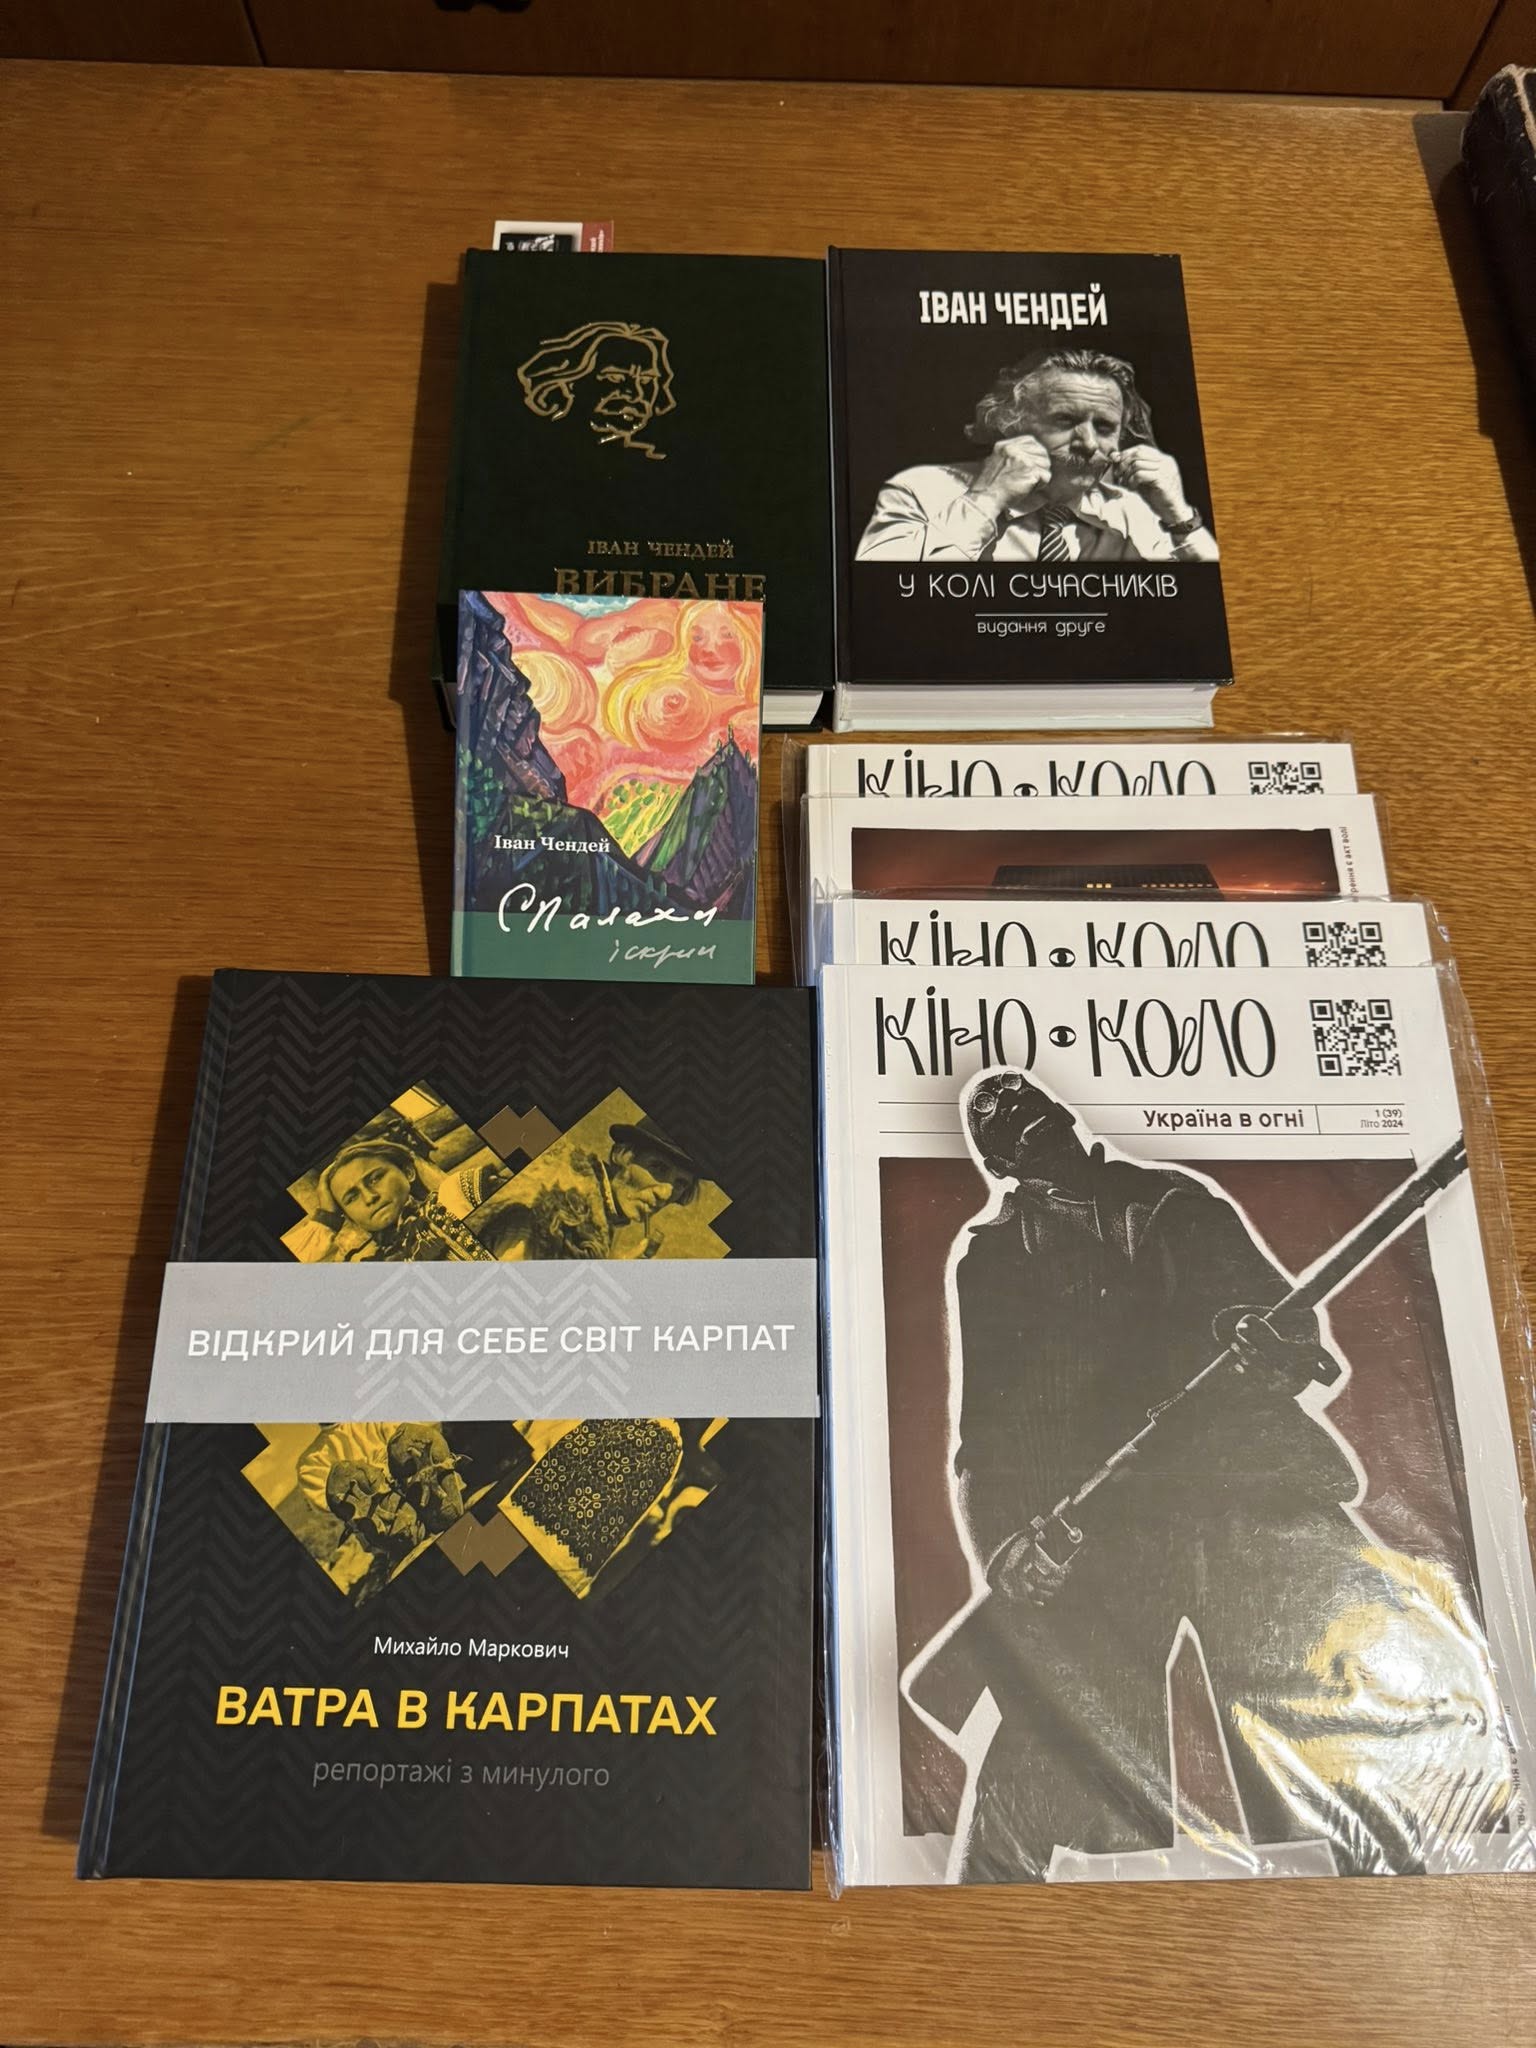 ІВАН ЧЕНДЕЙ
ВИБРАНЕ
ІВАН ЧЕНДЕЙ
У КОЛІ СУЧАСНИКІВ
видання друге
Іван Чендей
Спалахи
іскрин
КІНО КОЛО
КІНО КОЛО
КІНО КОЛО
Україна в огні
1 (39)
Літо 2024
ВІДКРИЙ ДЛЯ СЕБЕ СВІТ КАРПАТ
Михайло Маркович
ВАТРА В КАРПАТАХ
репортажі з минулого